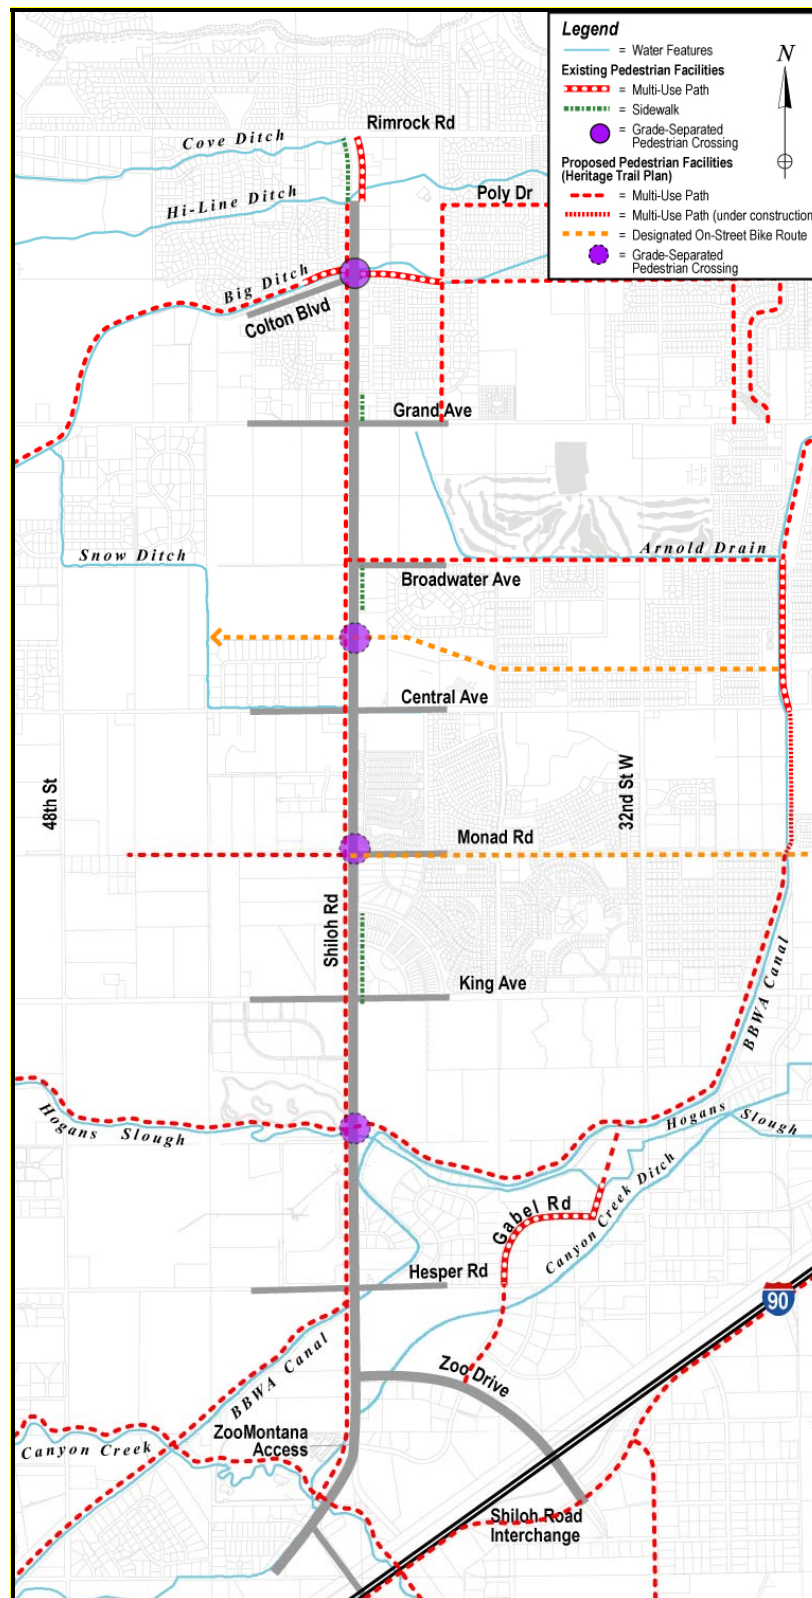 Legend
= Water Features
N
Existing Pedestrian Facilities
= Multi-Use Path
= Sidewalk
= Grade-Separated
Pedestrian Crossing
Proposed Pedestrian Facilities
(Heritage Trail Plan)
= Multi-Use Path
= Multi-Use Path (under construction
= Designated On-Street Bike Route
= Grade-Separated
Pedestrian Crossing
Rimrock Rd
Cove Ditch
Hi-Line Ditch
Poly Dr
Big Ditch
Colton Blvd
Grand Ave
Snow Ditch
Arnold Drain
Broadwater Ave
Central Ave
48th St
32nd St W
Monad Rd
Shiloh Rd
King Ave
BBWA Canal
Hogans Slough
Hogans Slough
Gabel Rd
Canyon Creek Ditch
Hesper Rd
90
BBWA Canal
Zoo Drive
ZooMontana
Access
Canyon Creek
Shiloh Road
Interchange